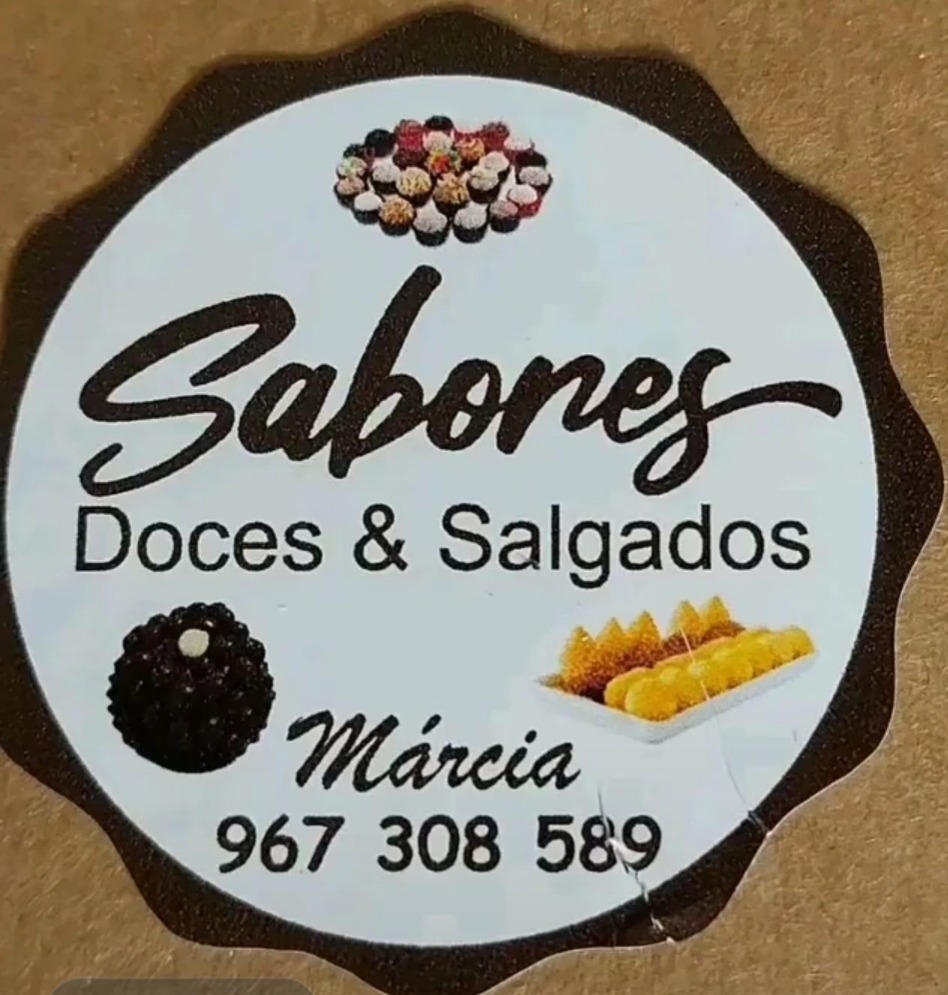 Sabores
Doces & Salgados
Márcia
967 308 589